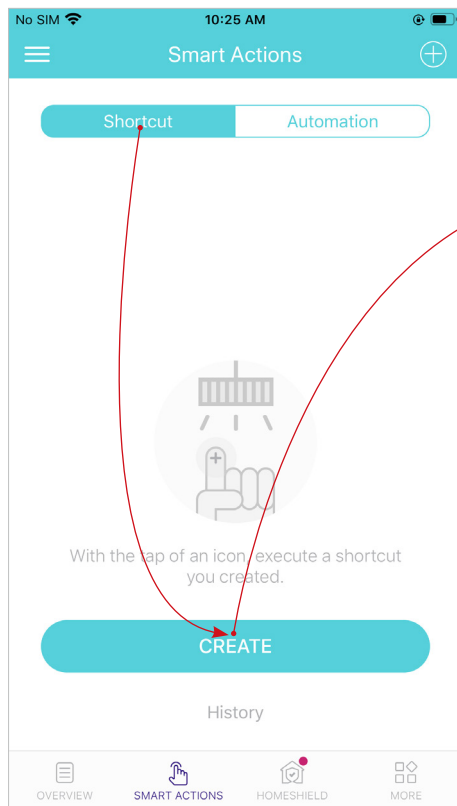 No SIM 10:25 AM
Smart Actions
Shortcut Automation
With the tap of an icon, execute a shortcut
you created.
CREATE
History
OVERVIEW SMART ACTIONS HOMESHIELD MORE